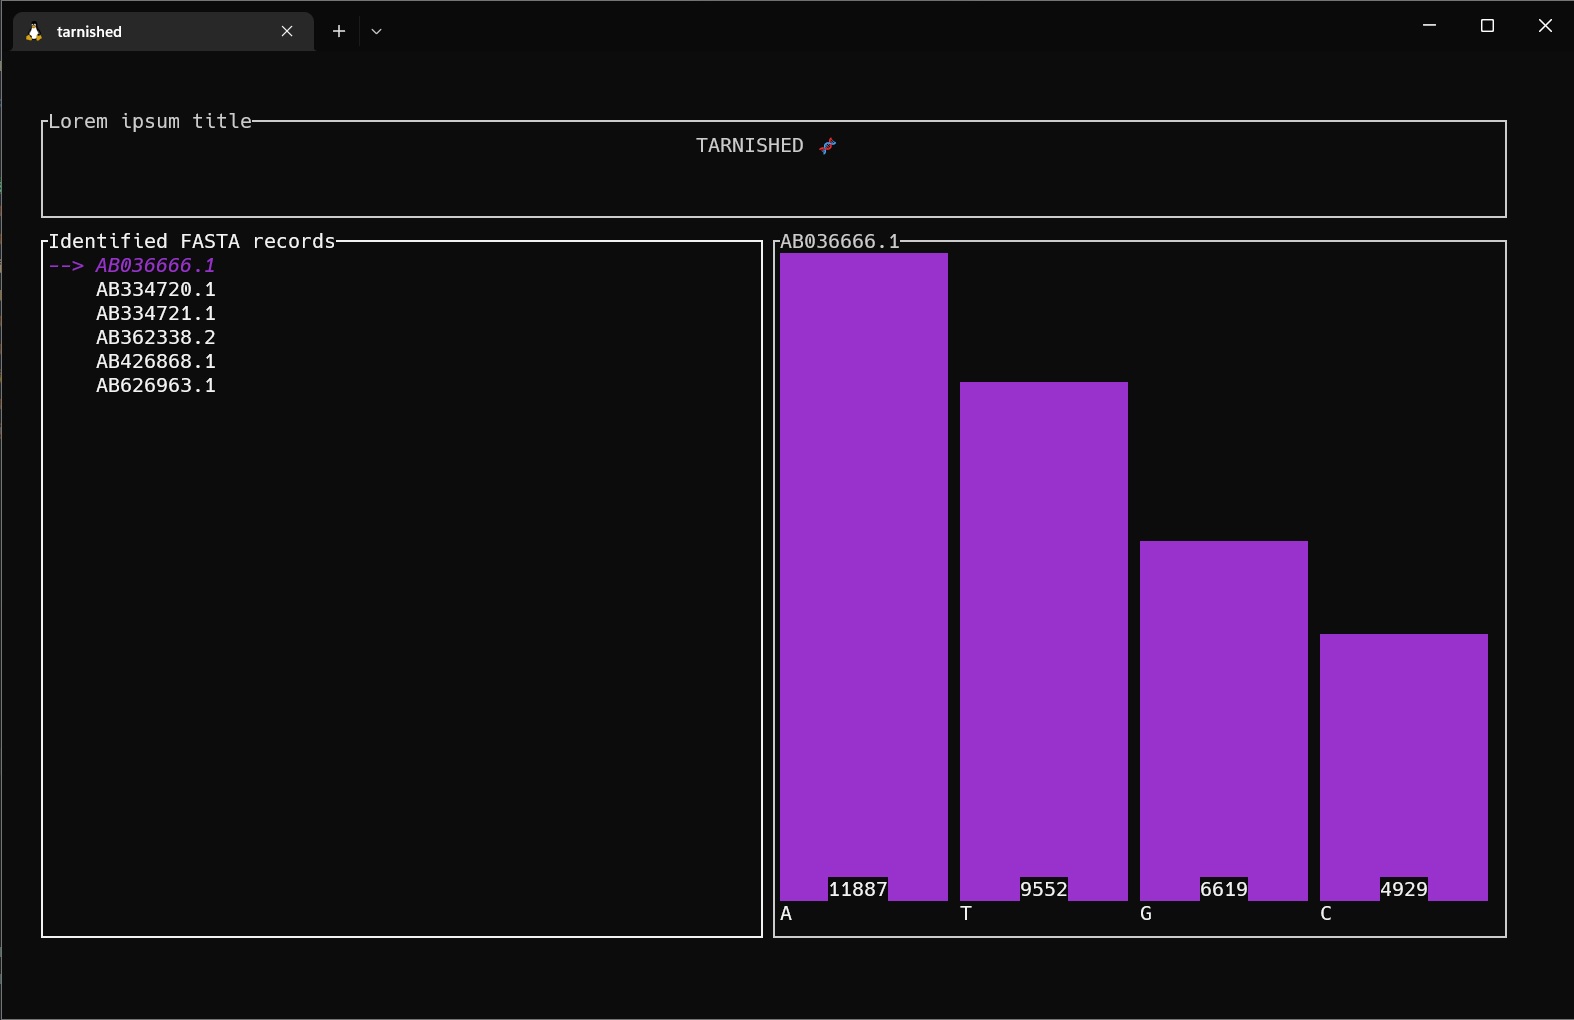 tarnished
Lorem ipsum title
TARNISHED 🧬
Identified FASTA records
--> AB036666.1
AB334720.1
AB334721.1
AB362338.2
AB426868.1
AB626963.1
AB036666.1
11887 9552 6619 4929
A T G C